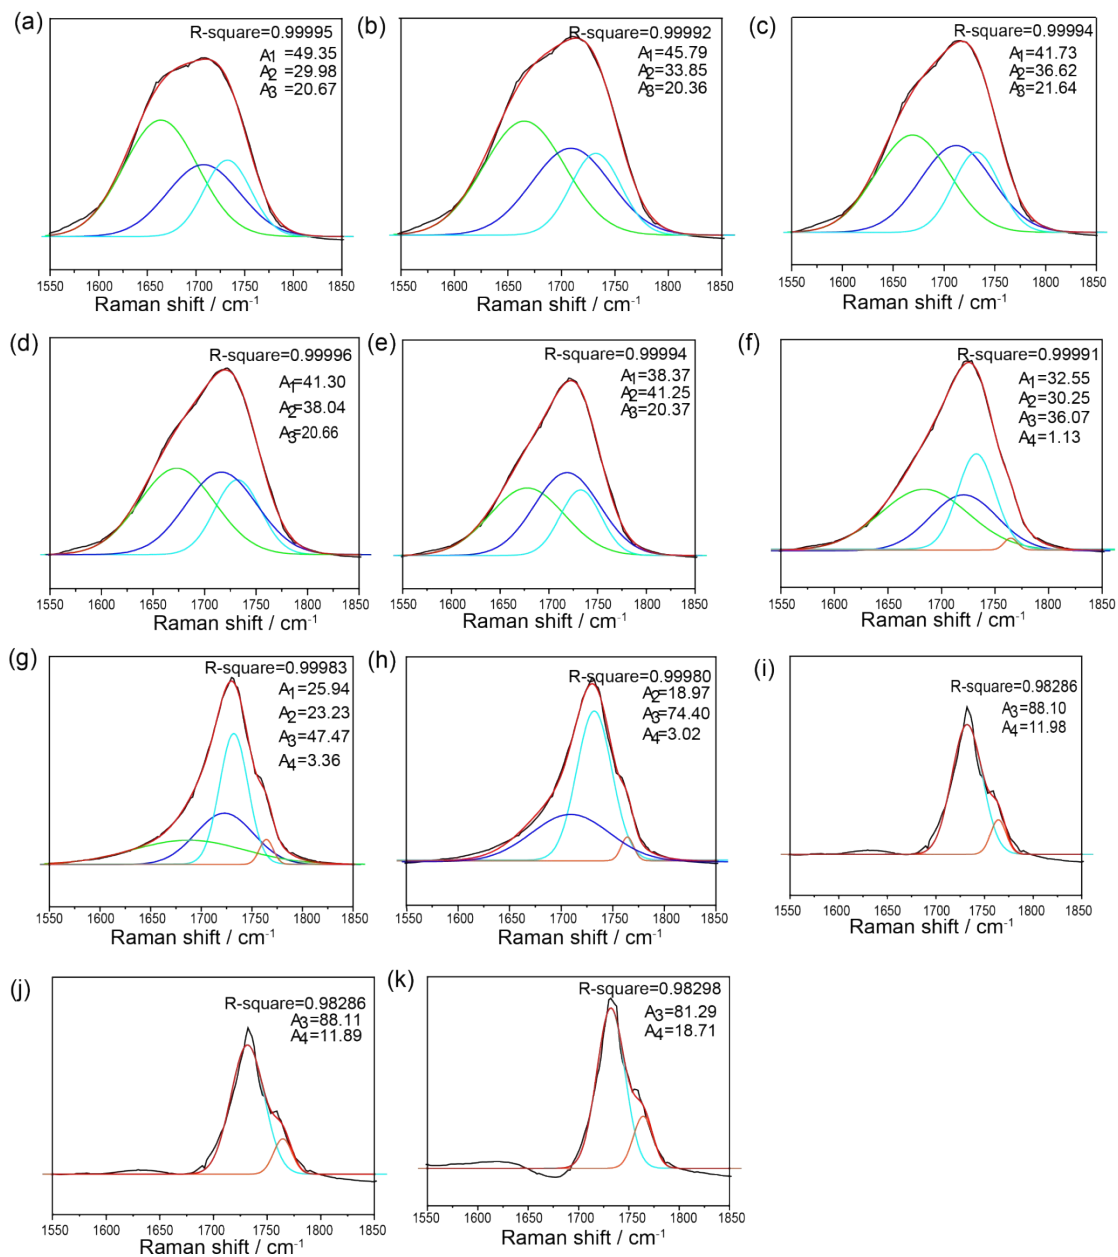 (a)
R-square=0.99995
A1 =49.35
A2 =29.98
A3 =20.67
1550 1600 1650 1700 1750 1800 1850
Raman shift / cm-1
(b)
R-square=0.99992
A1=45.79
A2=33.85
A3=20.36
1550 1600 1650 1700 1750 1800 1850
Raman shift / cm-1
(c)
R-square=0.99994
A1=41.73
A2=36.62
A3=21.64
1550 1600 1650 1700 1750 1800 1850
Raman shift / cm-1
(d)
R-square=0.99996
A1=41.30
A2=38.04
A3=20.66
1550 1600 1650 1700 1750 1800 1850
Raman shift / cm-1
(e)
R-square=0.99994
A1=38.37
A2=41.25
A3=20.37
1550 1600 1650 1700 1750 1800 1850
Raman shift / cm-1
(f)
R-square=0.99991
A1=32.55
A2=30.25
A3=36.07
A4=1.13
1550 1600 1650 1700 1750 1800 1850
Raman shift / cm-1
(g)
R-square=0.99983
A1=25.94
A2=23.23
A3=47.47
A4=3.36
1550 1600 1650 1700 1750 1800 1850
Raman shift / cm-1
(h)
R-square=0.99980
A2=18.97
A3=74.40
A4=3.02
1550 1600 1650 1700 1750 1800 1850
Raman shift / cm-1
(i)
R-square=0.98286
A3=88.10
A4=11.98
1550 1600 1650 1700 1750 1800 1850
Raman shift / cm-1
(j)
R-square=0.98286
A3=88.11
A4=11.89
1550 1600 1650 1700 1750 1800 1850
Raman shift / cm-1
(k)
R-square=0.98298
A3=81.29
A4=18.71
1550 1600 1650 1700 1750 1800 1850
Raman shift / cm-1